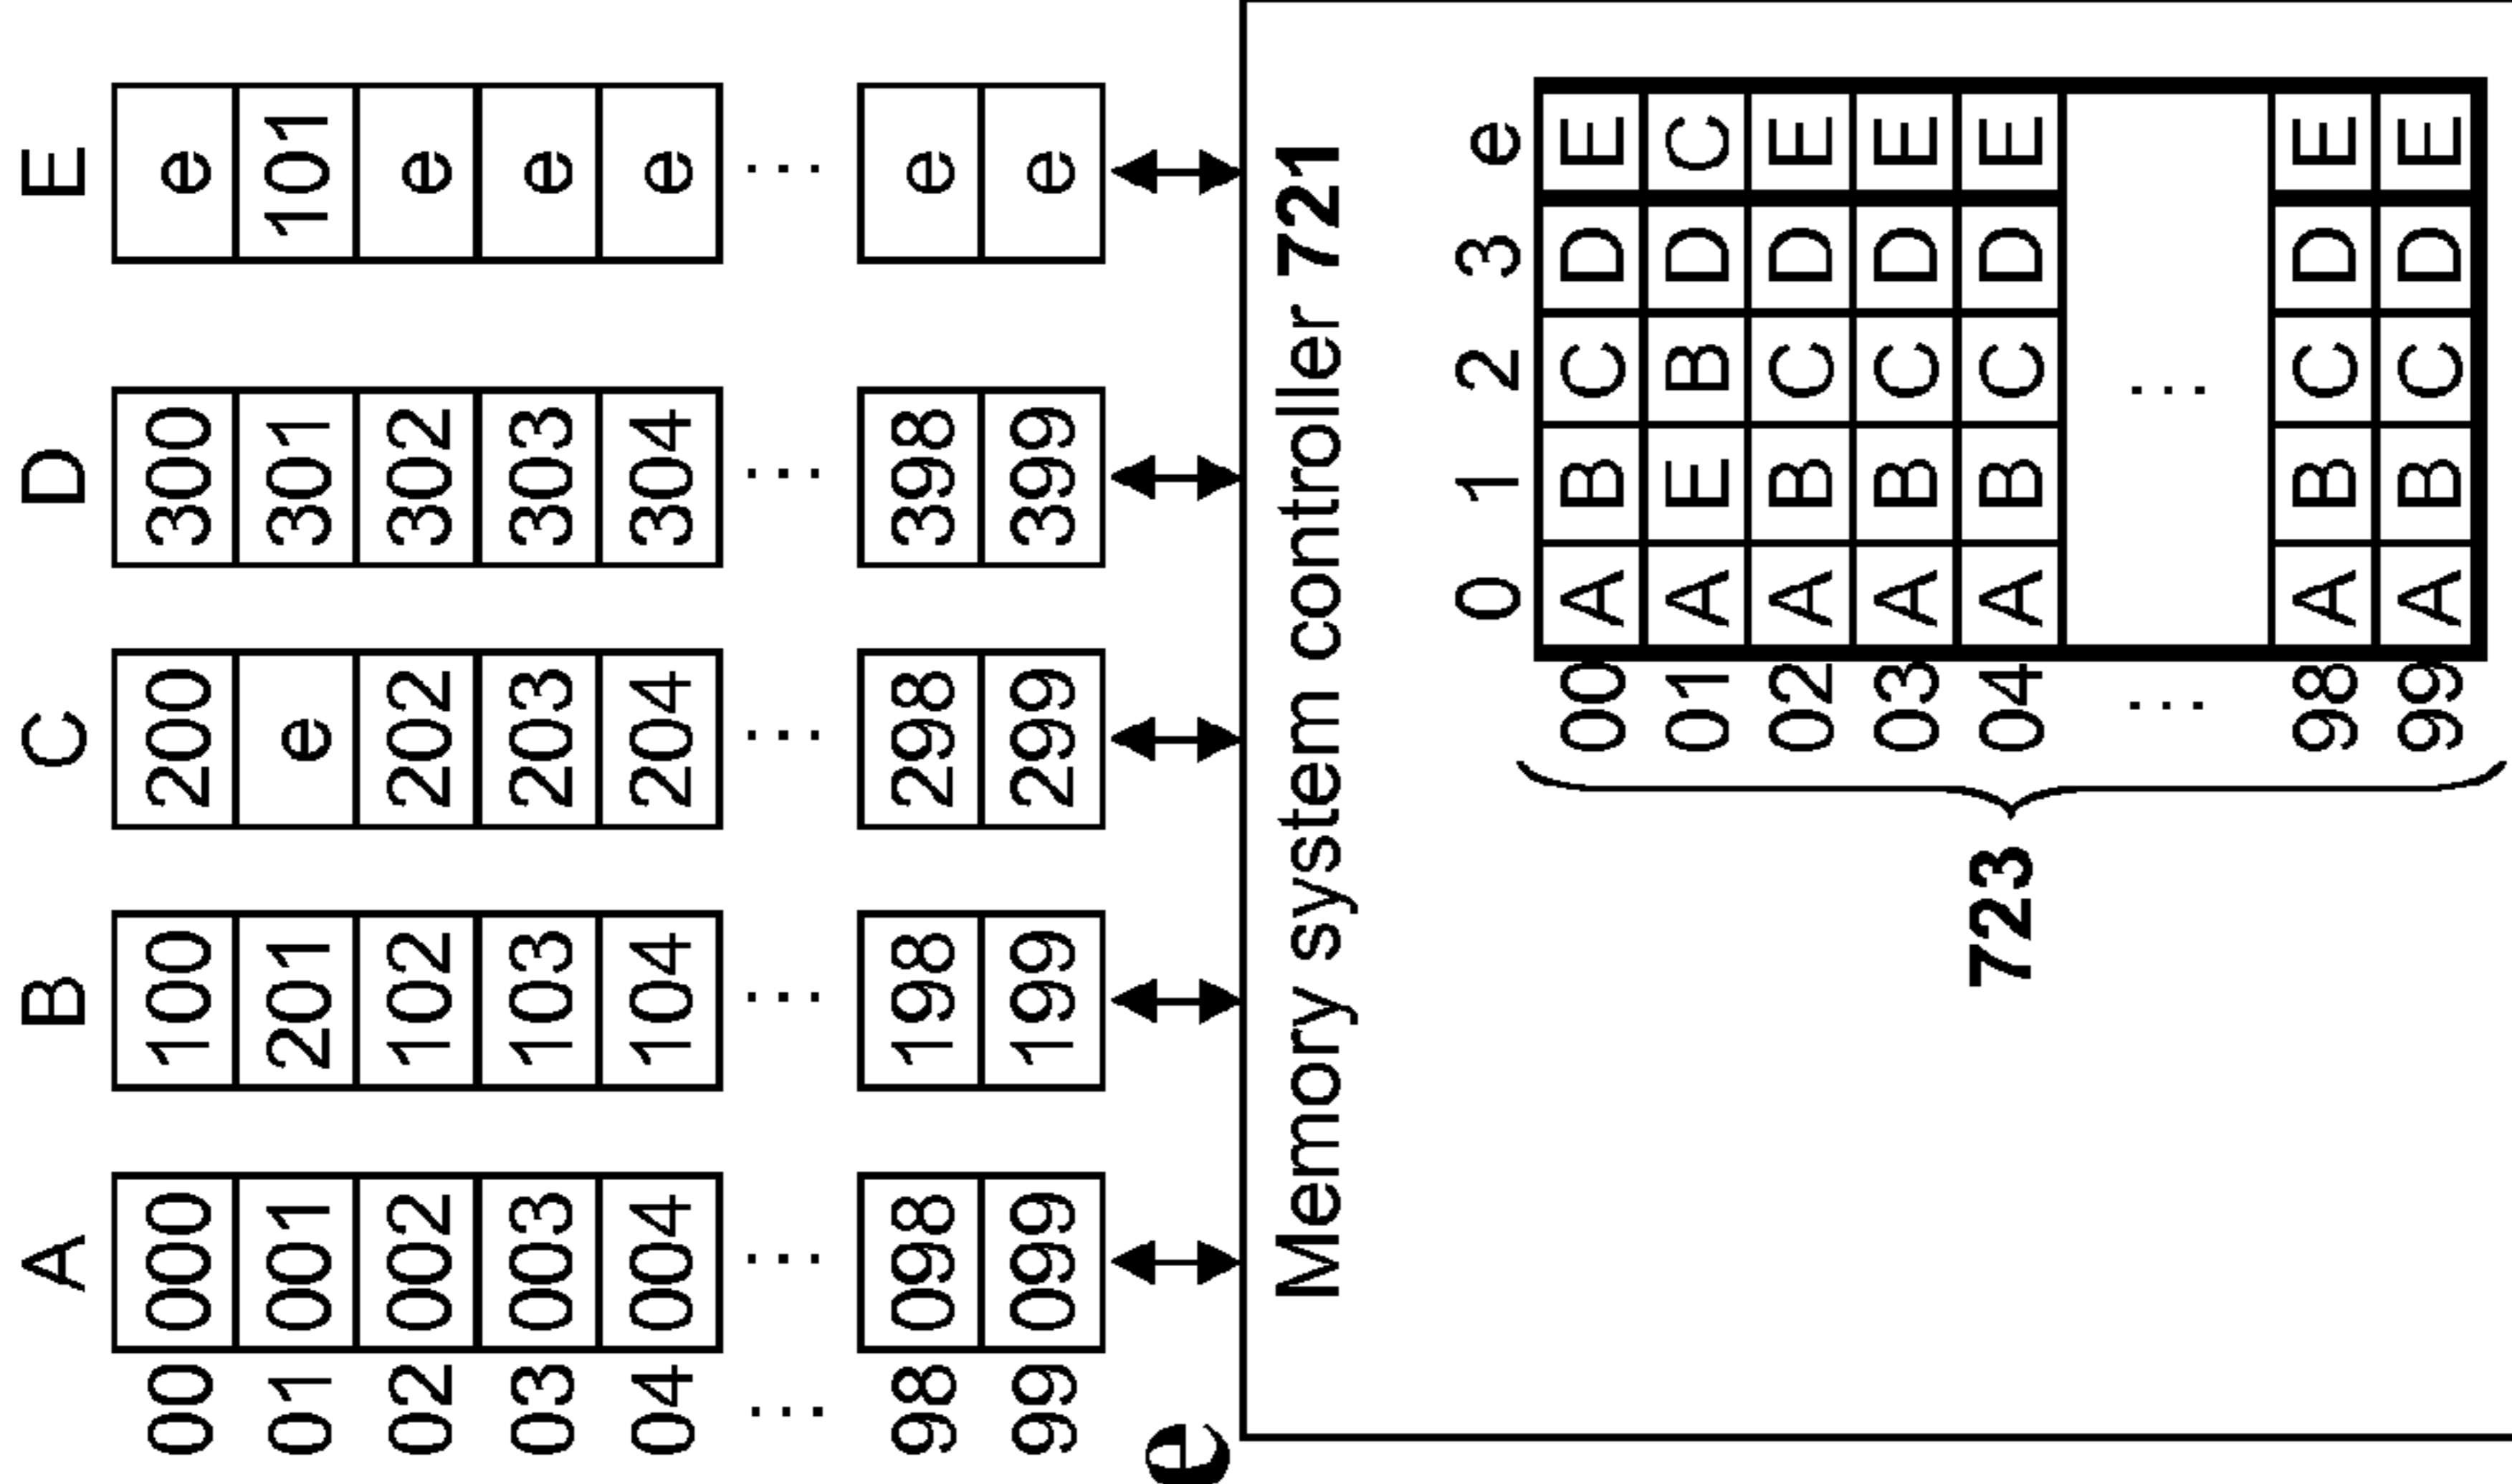 A B C D E
00 000 100 200 300 e
01 001 201 e 301 101
02 002 102 202 302 e
03 003 103 203 303 e
04 004 104 204 304 e
... ... ... ... ... ...
98 098 198 298 398 e
99 099 199 299 399 e
e
Memory system controller 721
0 1 2 3 e
00 A B C D E
01 A E B D C
02 A B C D E
03 A B C D E
04 A B C D E
723
... ...
98 A B C D E
99 A B C D E